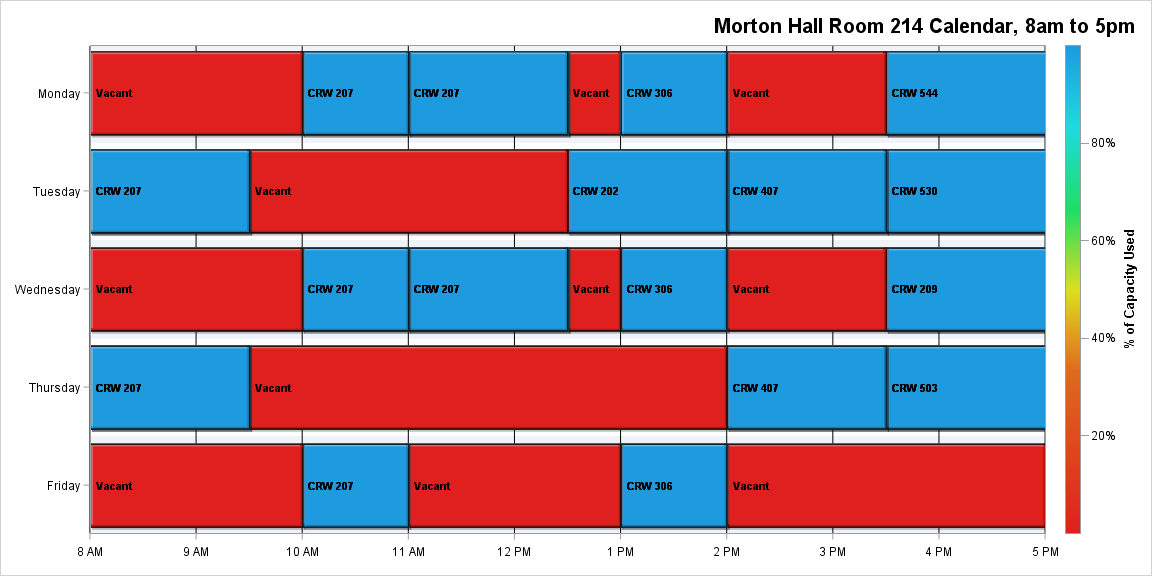 Morton Hall Room 214 Calendar, 8am to 5pm
Monday
Vacant
CRW 207
CRW 207
Vacant
CRW 306
Vacant
CRW 544
Tuesday
CRW 207
Vacant
CRW 202
CRW 407
CRW 530
Wednesday
Vacant
CRW 207
CRW 207
Vacant
CRW 306
Vacant
CRW 209
Thursday
CRW 207
Vacant
CRW 407
CRW 503
Friday
Vacant
CRW 207
Vacant
CRW 306
Vacant
8 AM
9 AM
10 AM
11 AM
12 PM
1 PM
2 PM
3 PM
4 PM
5 PM
80%
60%
40%
20%
% of Capacity Used